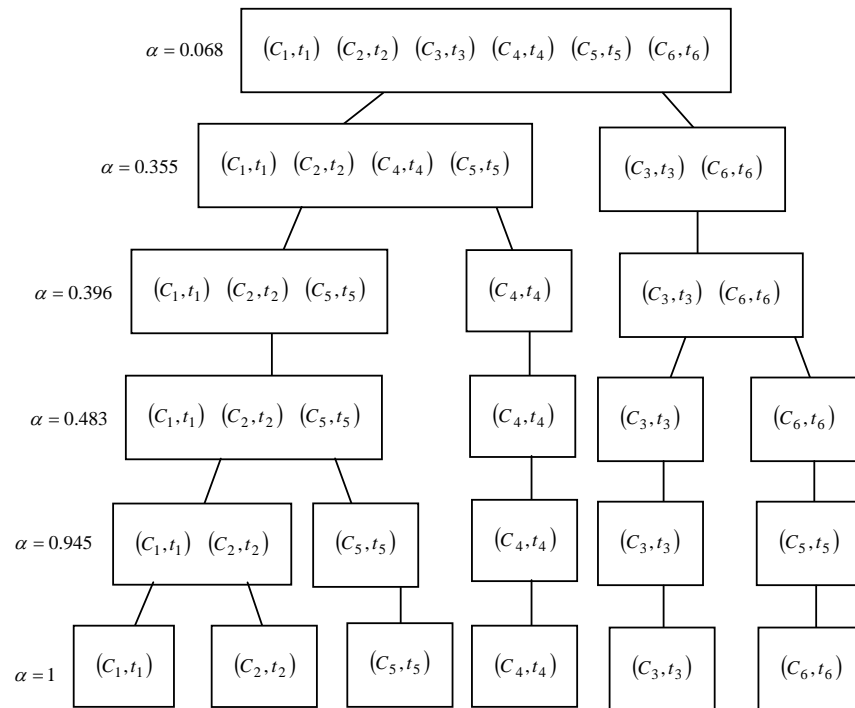 α = 0.068 (C₁,t₁) (C₂,t₂) (C₃,t₃) (C₄,t₄) (C₅,t₅) (C₆,t₆)
α = 0.355 (C₁,t₁) (C₂,t₂) (C₄,t₄) (C₅,t₅) (C₃,t₃) (C₆,t₆)
α = 0.396 (C₁,t₁) (C₂,t₂) (C₅,t₅) (C₄,t₄) (C₃,t₃) (C₆,t₆)
α = 0.483 (C₁,t₁) (C₂,t₂) (C₅,t₅) (C₄,t₄) (C₃,t₃) (C₆,t₆)
α = 0.945 (C₁,t₁) (C₂,t₂) (C₅,t₅) (C₄,t₄) (C₃,t₃) (C₅,t₅)
α = 1 (C₁,t₁) (C₂,t₂) (C₅,t₅) (C₄,t₄) (C₃,t₃) (C₆,t₆)